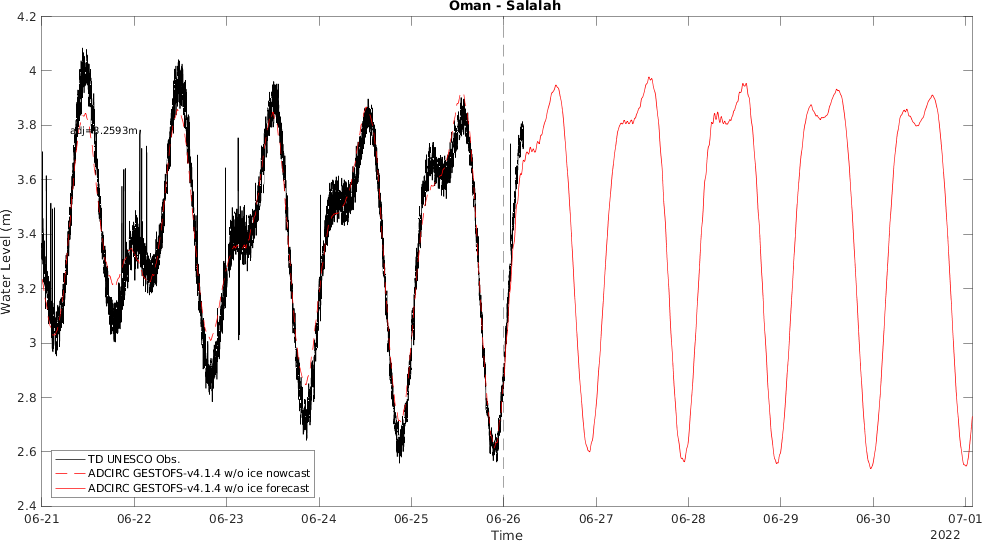 Oman - Salalah
4.2
4
3.8
3.6
3.4
3.2
3
2.8
2.6
2.4
Water Level (m)
adj=3.2593m
TD UNESCO Obs.
ADCIRC GESTOFS-v4.1.4 w/o ice nowcast
ADCIRC GESTOFS-v4.1.4 w/o ice forecast
06-21 06-22 06-23 06-24 06-25 06-26 06-27 06-28 06-29 06-30 07-01
Time
2022